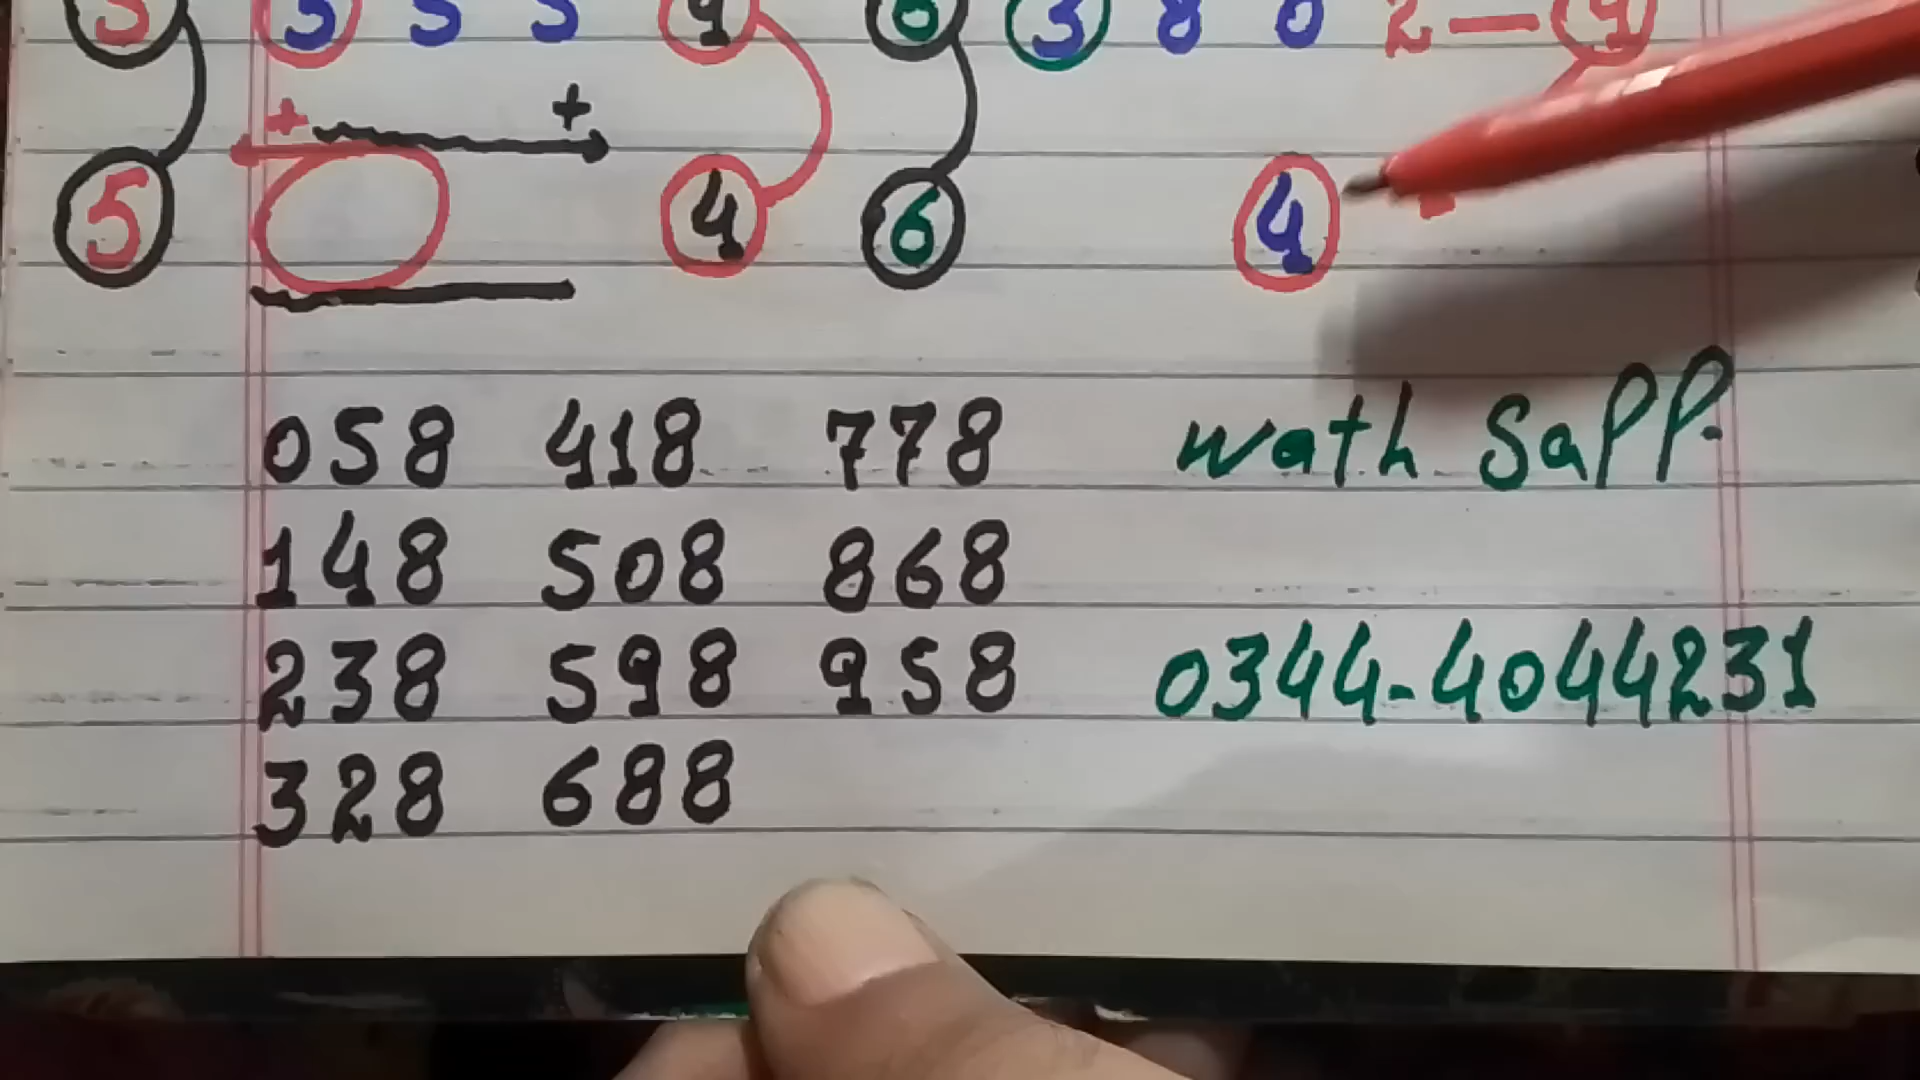 5 3 5 5 9 6 3 8 0 2 — 9
+ +
5 4 6 4
058 418 778 wath SaPP.
148 508 868
238 598 958 0344-4044231
328 688